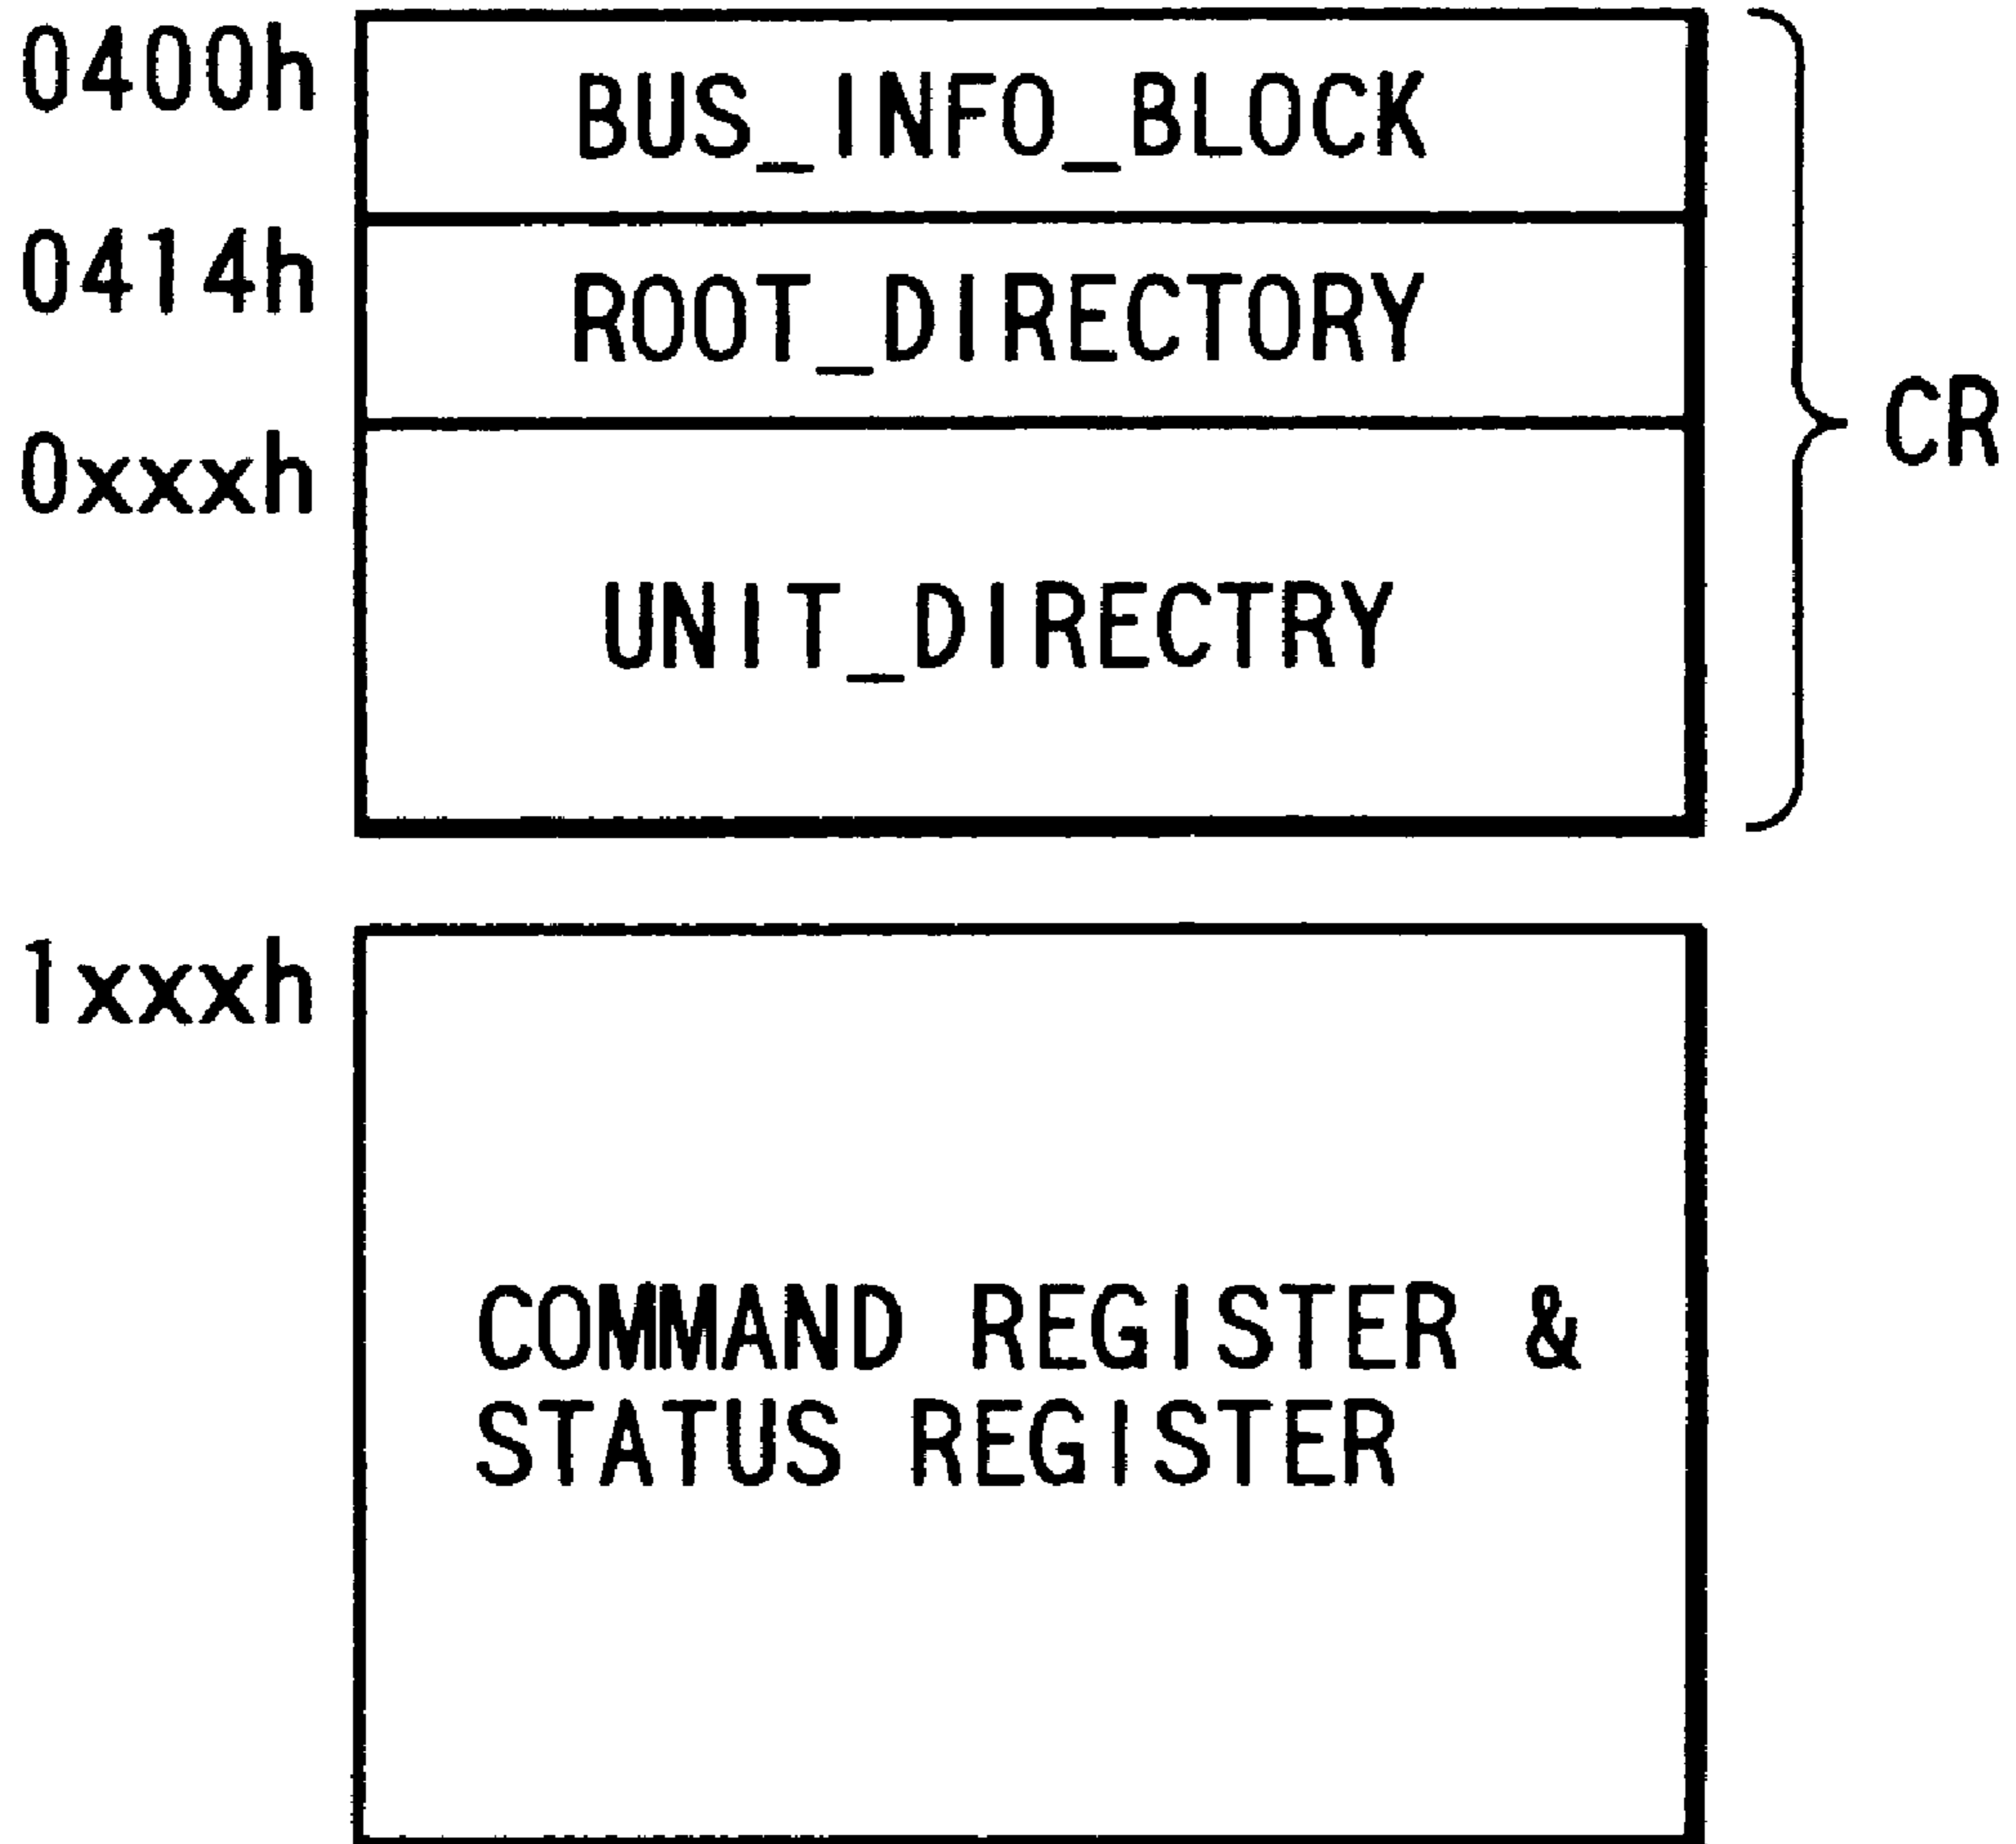 0400h
BUS_INFO_BLOCK
0414h
ROOT_DIRECTORY
0xxxh
CR
UNIT_DIRECTRY
1xxxh
COMMAND REGISTER &
STATUS REGISTER